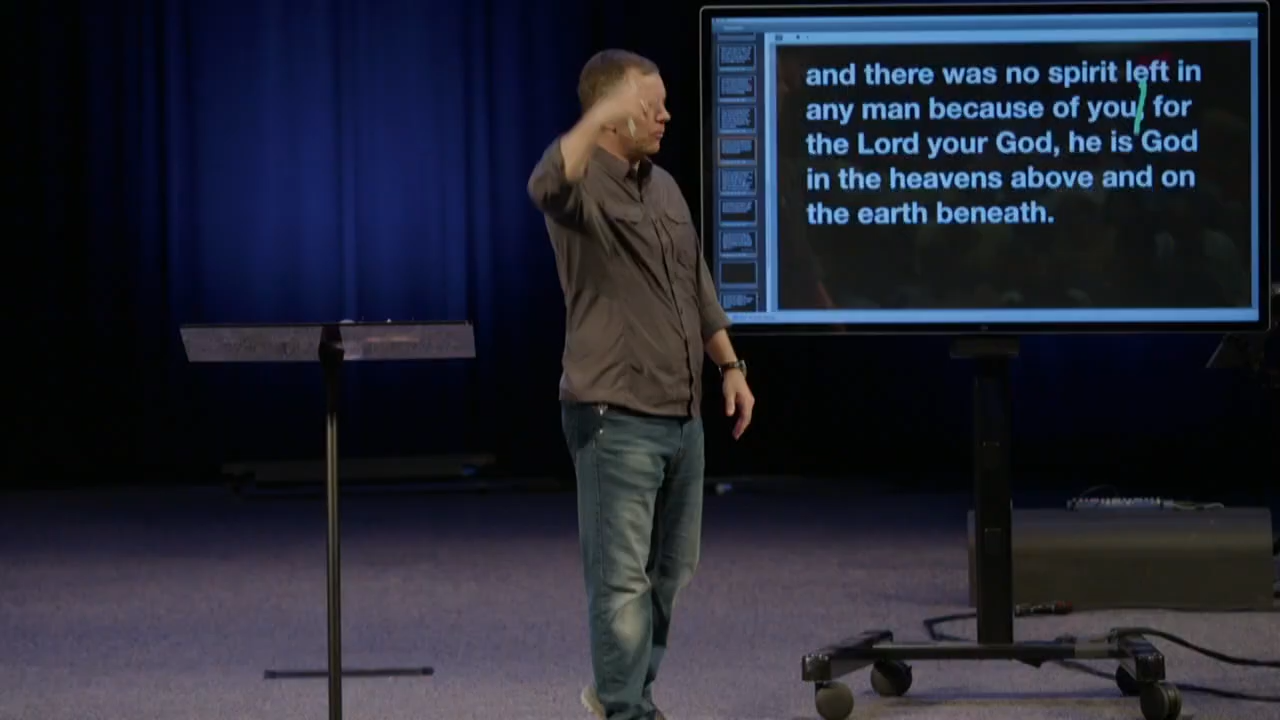 and there was no spirit left in
any man because of you, for
the Lord your God, he is God
in the heavens above and on
the earth beneath.